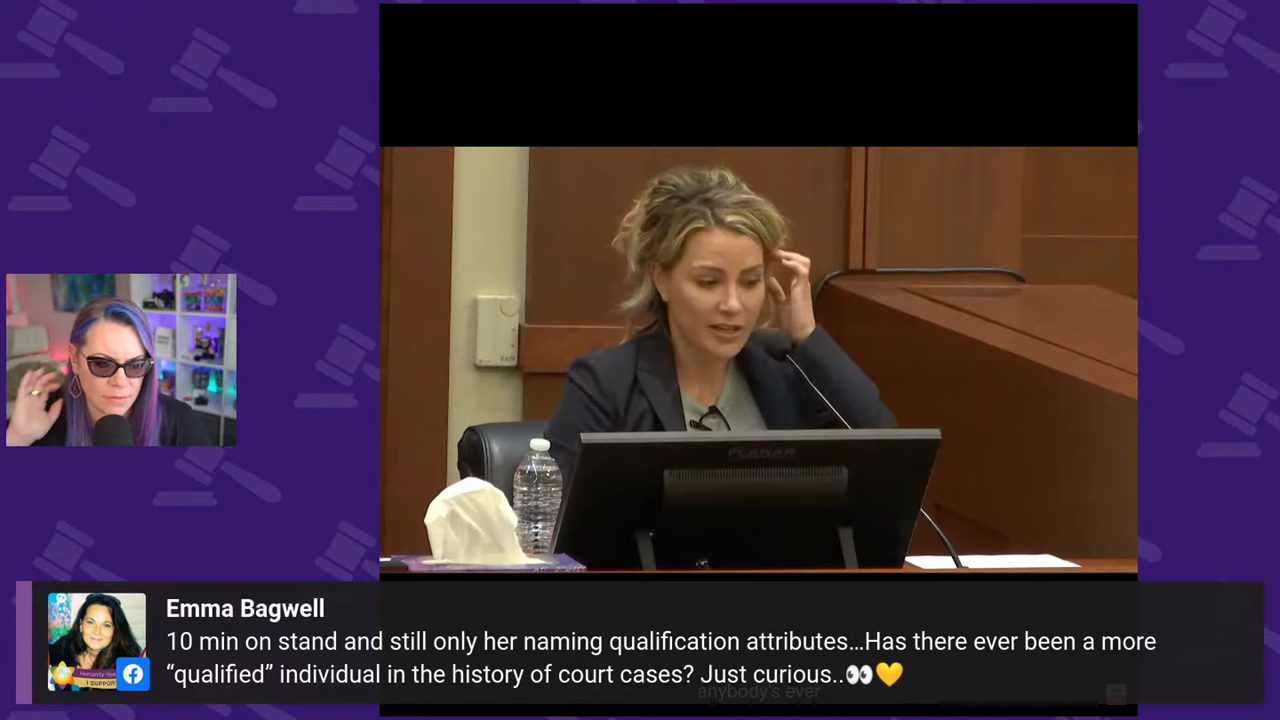 PLANAR
Emma Bagwell
10 min on stand and still only her naming qualification attributes...Has there ever been a more
“qualified” individual in the history of court cases? Just curious..👀💛
anybody's ever